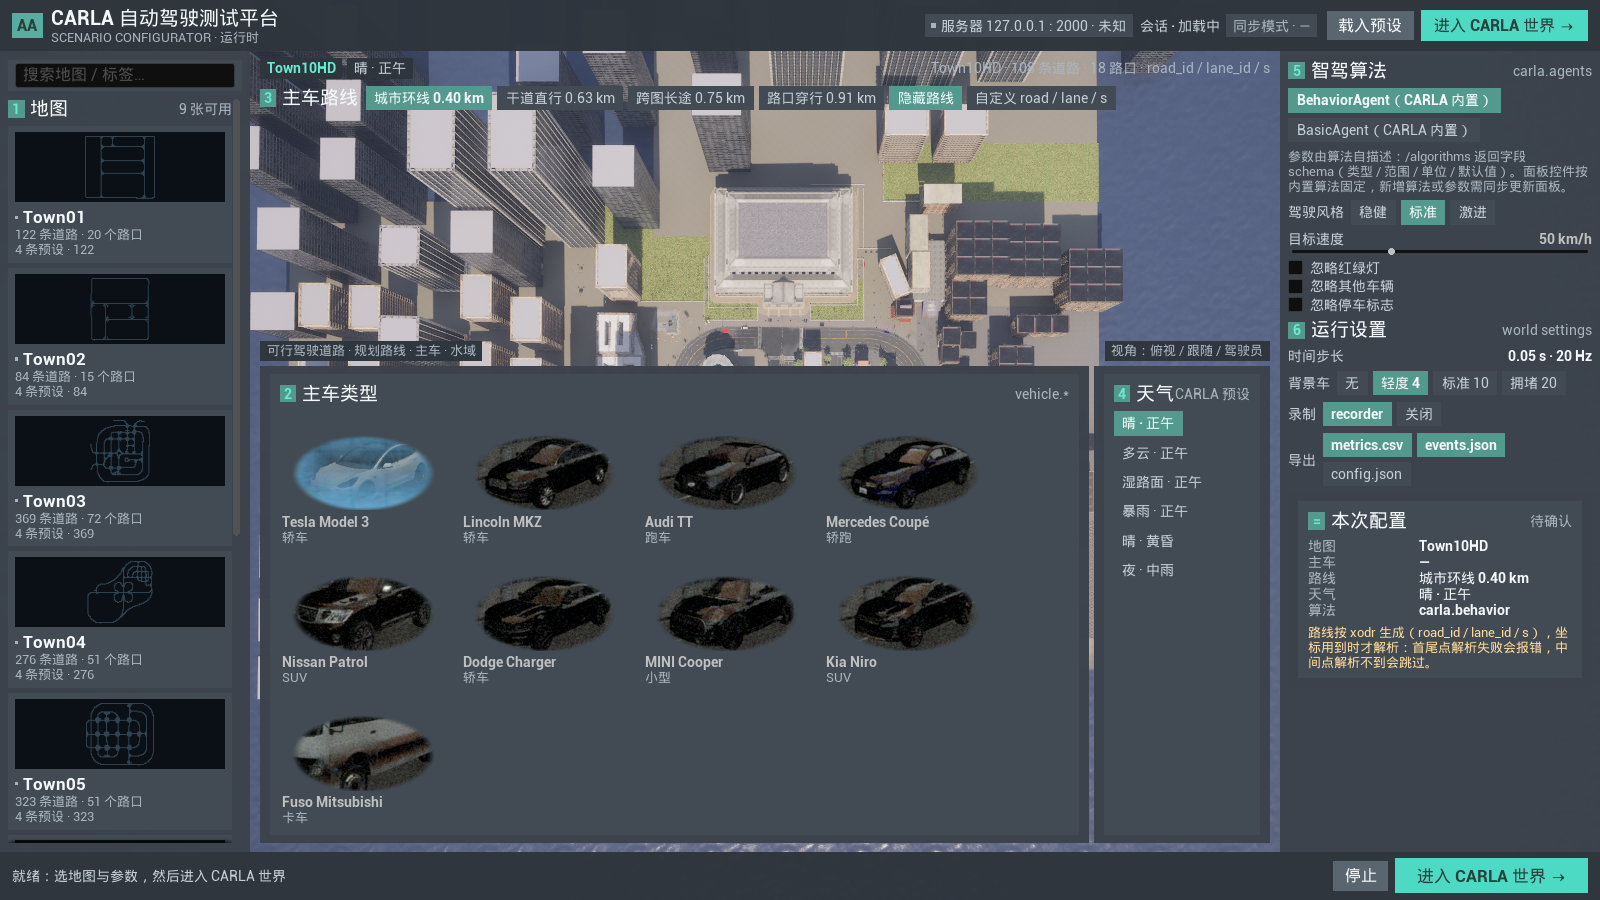 AA
CARLA 自动驾驶测试平台
SCENARIO CONFIGURATOR · 运行时
服务器 127.0.0.1 : 2000 · 未知
会话 · 加载中
同步模式 · —
载入预设
进入 CARLA 世界 →
搜索地图 / 标签...
1 地图
9 张可用
Town01
122 条道路 · 20 个路口
4 条预设 · 122
Town02
84 条道路 · 15 个路口
4 条预设 · 84
Town03
369 条道路 · 72 个路口
4 条预设 · 369
Town04
276 条道路 · 51 个路口
4 条预设 · 276
Town05
323 条道路 · 51 个路口
4 条预设 · 323
Town10HD
晴 · 正午
Town10HD · 109 条道路 · 18 路口 · road_id / lane_id / s
3 主车路线
城市环线 0.40 km
干道直行 0.63 km
跨图长途 0.75 km
路口穿行 0.91 km
隐藏路线
自定义 road / lane / s
可行驶道路 · 规划路线 · 主车 · 水域
视角 : 俯视 / 跟随 / 驾驶员
2 主车类型
vehicle.*
Tesla Model 3
轿车
Lincoln MKZ
轿车
Audi TT
跑车
Mercedes Coupé
轿跑
Nissan Patrol
SUV
Dodge Charger
轿车
MINI Cooper
小型
Kia Niro
SUV
Fuso Mitsubishi
卡车
4 天气
CARLA 预设
晴 · 正午
多云 · 正午
湿路面 · 正午
暴雨 · 正午
晴 · 黄昏
夜 · 中雨
5 智驾算法
carla.agents
BehaviorAgent（CARLA 内置）
BasicAgent（CARLA 内置）
参数由算法自描述：/algorithms 返回字段
schema（类型 / 范围 / 单位 / 默认值）。面板控件按
内置算法固定，新增算法或参数需同步更新面板。
驾驶风格
稳健
标准
激进
目标速度
50 km/h
忽略红绿灯
忽略其他车辆
忽略停车标志
6 运行设置
world settings
时间步长
0.05 s · 20 Hz
背景车
无
轻度 4
标准 10
拥堵 20
录制
recorder
关闭
导出
metrics.csv
events.json
config.json
= 本次配置
待确认
地图 Town10HD
主车 —
路线 城市环线 0.40 km
天气 晴 · 正午
算法 carla.behavior
路线按 xodr 生成（road_id / lane_id / s），坐
标用到时才解析：首尾点解析失败会报错，中
间点解析不到会跳过。
就绪：选地图与参数，然后进入 CARLA 世界
停止
进入 CARLA 世界 →